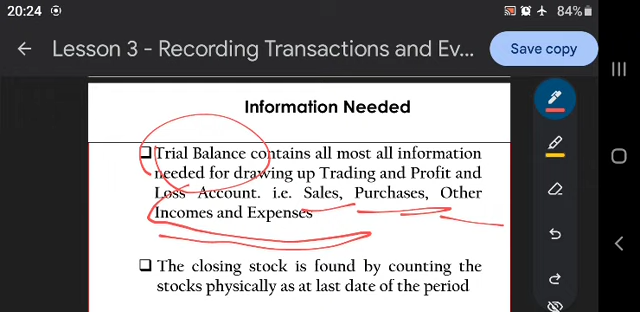 20:24
84%
Lesson 3 - Recording Transactions and Ev...
Save copy
Information Needed
Trial Balance contains all most all information
needed for drawing up Trading and Profit and
Loss Account. i.e. Sales, Purchases, Other
Incomes and Expenses
The closing stock is found by counting the
stocks physically as at last date of the period